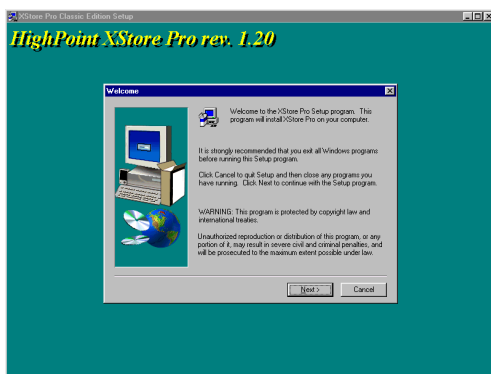 XStore Pro Classic Edition Setup
HighPoint XStore Pro rev. 1.20
Welcome
Welcome to the XStore Pro Setup program. This
program will install XStore Pro on your computer.
It is strongly recommended that you exit all Windows programs
before running this Setup program.
Click Cancel to quit Setup and then close any programs you
have running. Click Next to continue with the Setup program.
WARNING: This program is protected by copyright law and
international treaties.
Unauthorized reproduction or distribution of this program, or any
portion of it, may result in severe civil and criminal penalties, and
will be prosecuted to the maximum extent possible under law.
Next >
Cancel